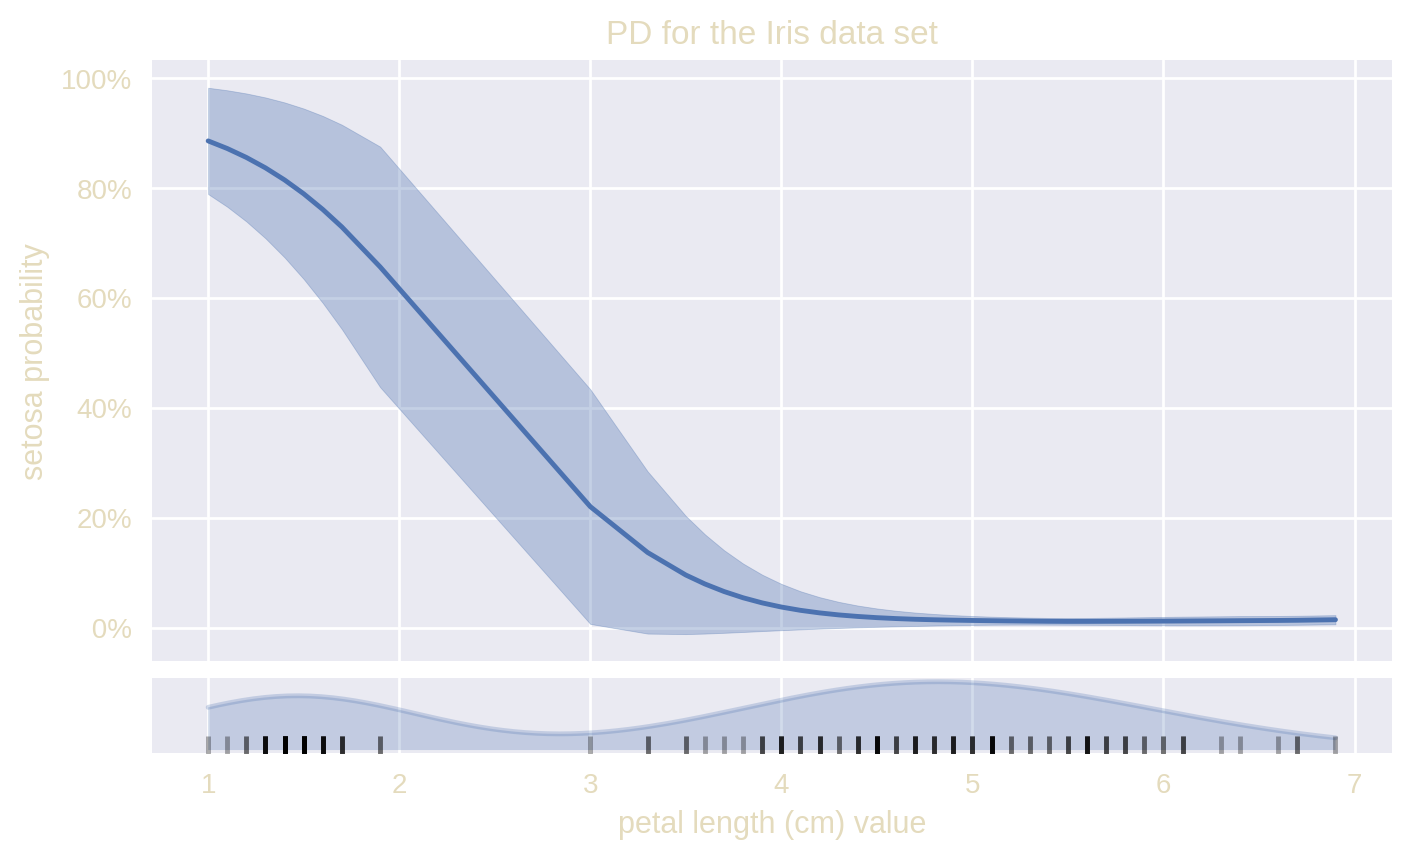 PD for the Iris data set
100%
80%
60%
40%
20%
0%
setosa probability
1 2 3 4 5 6 7
petal length (cm) value